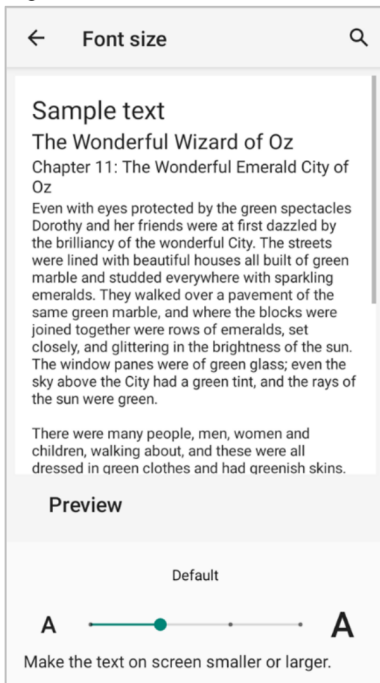 Font size
Sample text
The Wonderful Wizard of Oz
Chapter 11: The Wonderful Emerald City of
Oz
Even with eyes protected by the green spectacles
Dorothy and her friends were at first dazzled by
the brilliancy of the wonderful City. The streets
were lined with beautiful houses all built of green
marble and studded everywhere with sparkling
emeralds. They walked over a pavement of the
same green marble, and where the blocks were
joined together were rows of emeralds, set
closely, and glittering in the brightness of the sun.
The window panes were of green glass; even the
sky above the City had a green tint, and the rays of
the sun were green.
There were many people, men, women and
children, walking about, and these were all
dressed in green clothes and had greenish skins.
Preview
Default
A A
Make the text on screen smaller or larger.